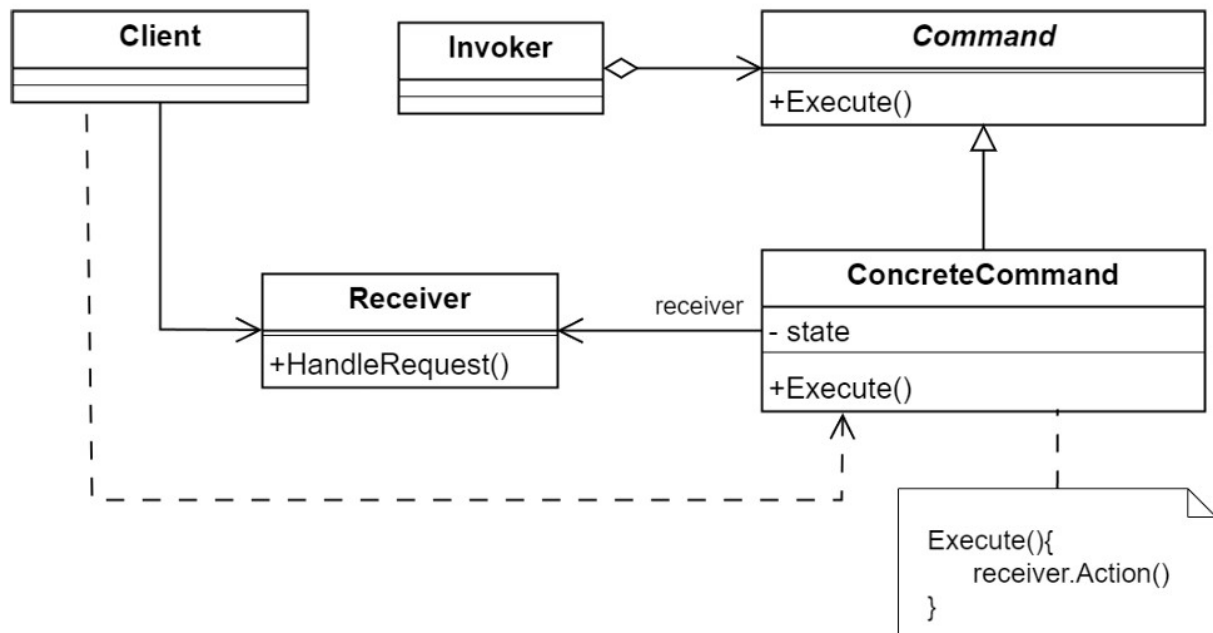 Client
Invoker
Command
+Execute()
Receiver
+HandleRequest()
receiver
ConcreteCommand
- state
+Execute()
Execute(){
receiver.Action()
}